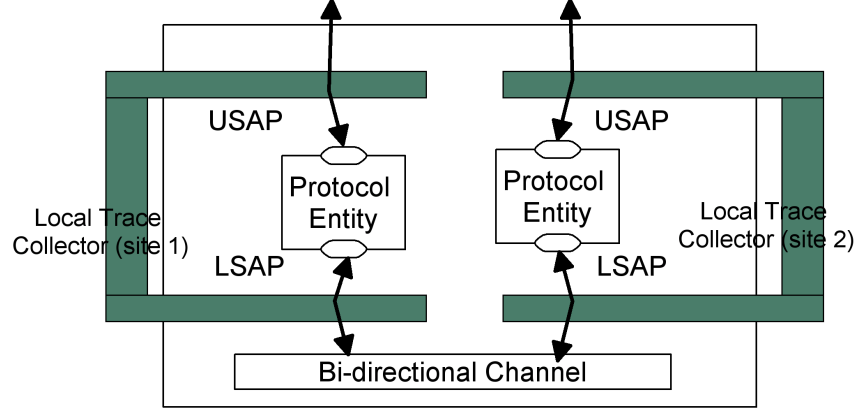 USAP
USAP
Protocol
Entity
Protocol
Entity
Local Trace
Collector (site 1)
Local Trace
Collector (site 2)
LSAP
LSAP
Bi-directional Channel